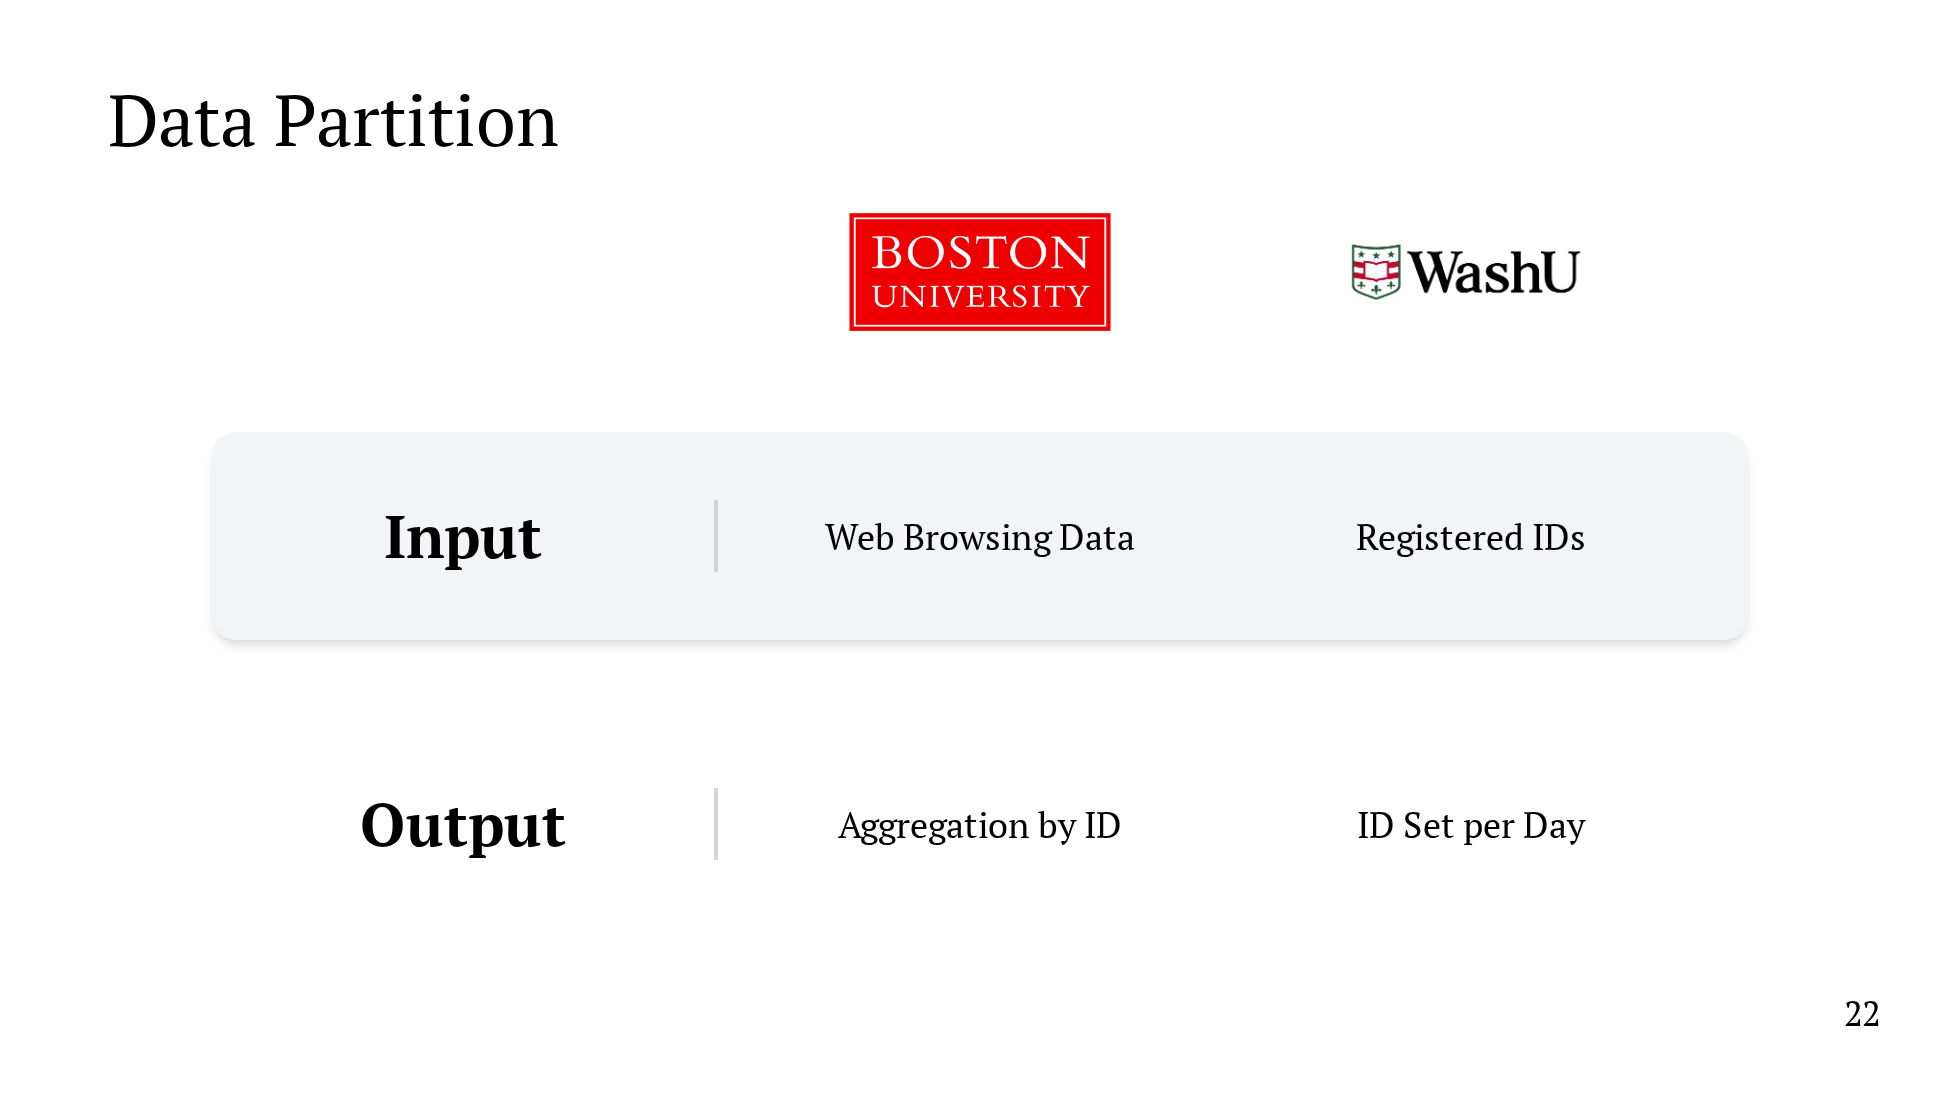 Data Partition
BOSTON
UNIVERSITY
WashU
Input
Web Browsing Data
Registered IDs
Output
Aggregation by ID
ID Set per Day
22